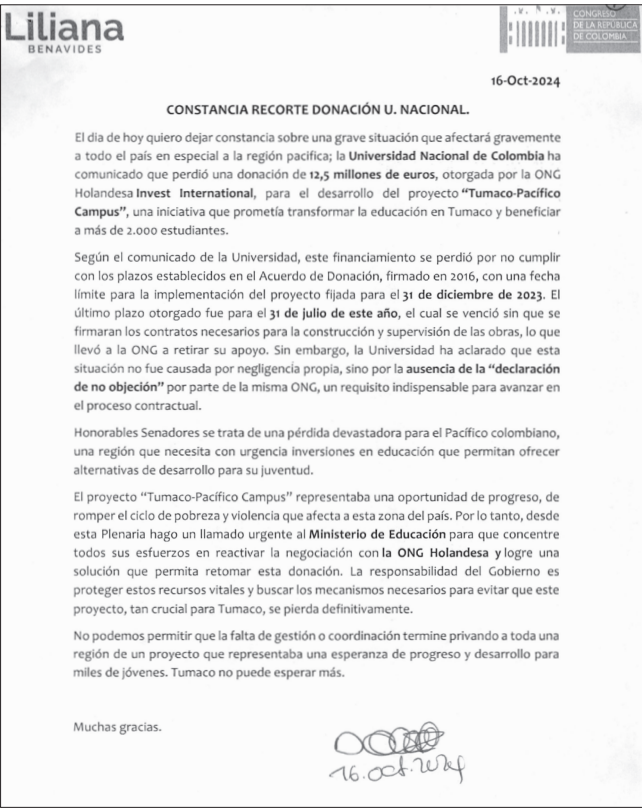 Liliana
BENAVIDES
CONGRESO
DE LA REPÚBLICA
DE COLOMBIA
16-Oct-2024
CONSTANCIA RECORTE DONACIÓN U. NACIONAL.
El día de hoy quiero dejar constancia sobre una grave situación que afectará gravemente
a todo el país en especial a la región pacifica; la Universidad Nacional de Colombia ha
comunicado que perdió una donación de 12,5 millones de euros, otorgada por la ONG
Holandesa Invest International, para el desarrollo del proyecto “Tumaco-Pacífico
Campus”, una iniciativa que prometía transformar la educación en Tumaco y beneficiar
a más de 2.000 estudiantes.
Según el comunicado de la Universidad, este financiamiento se perdió por no cumplir
con los plazos establecidos en el Acuerdo de Donación, firmado en 2016, con una fecha
límite para la implementación del proyecto fijada para el 31 de diciembre de 2023. El
último plazo otorgado fue para el 31 de julio de este año, el cual se venció sin que se
firmaran los contratos necesarios para la construcción y supervisión de las obras, lo que
llevó a la ONG a retirar su apoyo. Sin embargo, la Universidad ha aclarado que esta
situación no fue causada por negligencia propia, sino por la ausencia de la “declaración
de no objeción” por parte de la misma ONG, un requisito indispensable para avanzar en
el proceso contractual.
Honorables Senadores se trata de una pérdida devastadora para el Pacífico colombiano,
una región que necesita con urgencia inversiones en educación que permitan ofrecer
alternativas de desarrollo para su juventud.
El proyecto “Tumaco-Pacífico Campus” representaba una oportunidad de progreso, de
romper el ciclo de pobreza y violencia que afecta a esta zona del país. Por lo tanto, desde
esta Plenaria hago un llamado urgente al Ministerio de Educación para que concentre
todos sus esfuerzos en reactivar la negociación con la ONG Holandesa y logre una
solución que permita retomar esta donación. La responsabilidad del Gobierno es
proteger estos recursos vitales y buscar los mecanismos necesarios para evitar que este
proyecto, tan crucial para Tumaco, se pierda definitivamente.
No podemos permitir que la falta de gestión o coordinación termine privando a toda una
región de un proyecto que representaba una esperanza de progreso y desarrollo para
miles de jóvenes. Tumaco no puede esperar más.
Muchas gracias.
16.oct.2024